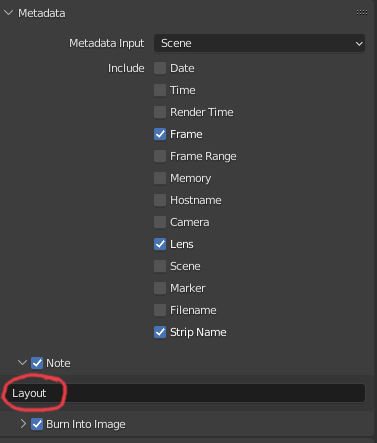 Metadata
Metadata Input Scene
Include Date
Time
Render Time
Frame
Frame Range
Memory
Hostname
Camera
Lens
Scene
Marker
Filename
Strip Name
Note
Layout
Burn Into Image